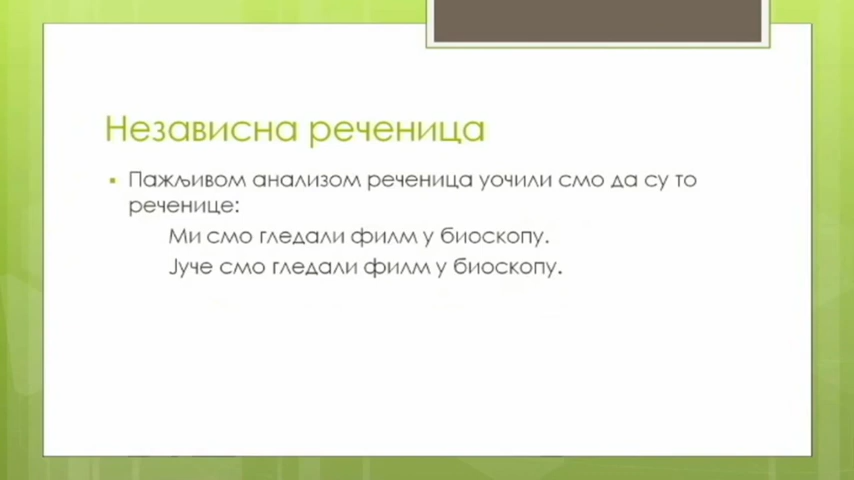 Независна реченица
▪ Пажљивом анализом реченица уочили смо да су то
реченице:
Ми смо гледали филм у биоскопу.
Јуче смо гледали филм у биоскопу.